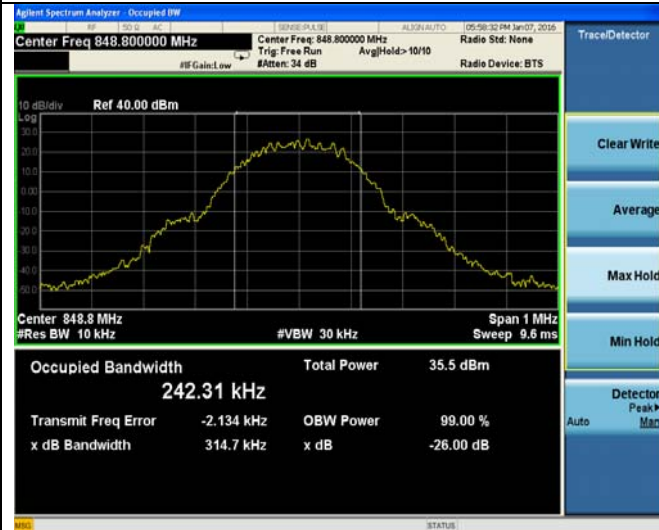 Agilent Spectrum Analyzer - Occupied BW
RF 50 Ω AC SENSE:PULSE ALIGN AUTO 05:58:32 PM Jan 07, 2016
Center Freq 848.800000 MHz Center Freq: 848.800000 MHz Radio Std: None
Trig: Free Run Avg|Hold:> 10/10
#IFGain:Low #Atten: 34 dB Radio Device: BTS
Trace/Detector
10 dB/div Ref 40.00 dBm
Log
30.0
20.0
10.0
0.00
-10.0
-20.0
-30.0
-40.0
-50.0
Center 848.8 MHz Span 1 MHz
#Res BW 10 kHz #VBW 30 kHz Sweep 9.6 ms
Occupied Bandwidth Total Power 35.5 dBm
242.31 kHz
Transmit Freq Error -2.134 kHz OBW Power 99.00 %
x dB Bandwidth 314.7 kHz x dB -26.00 dB
Clear Write
Average
Max Hold
Min Hold
Detector
Peak▶
Auto Man
MSG STATUS